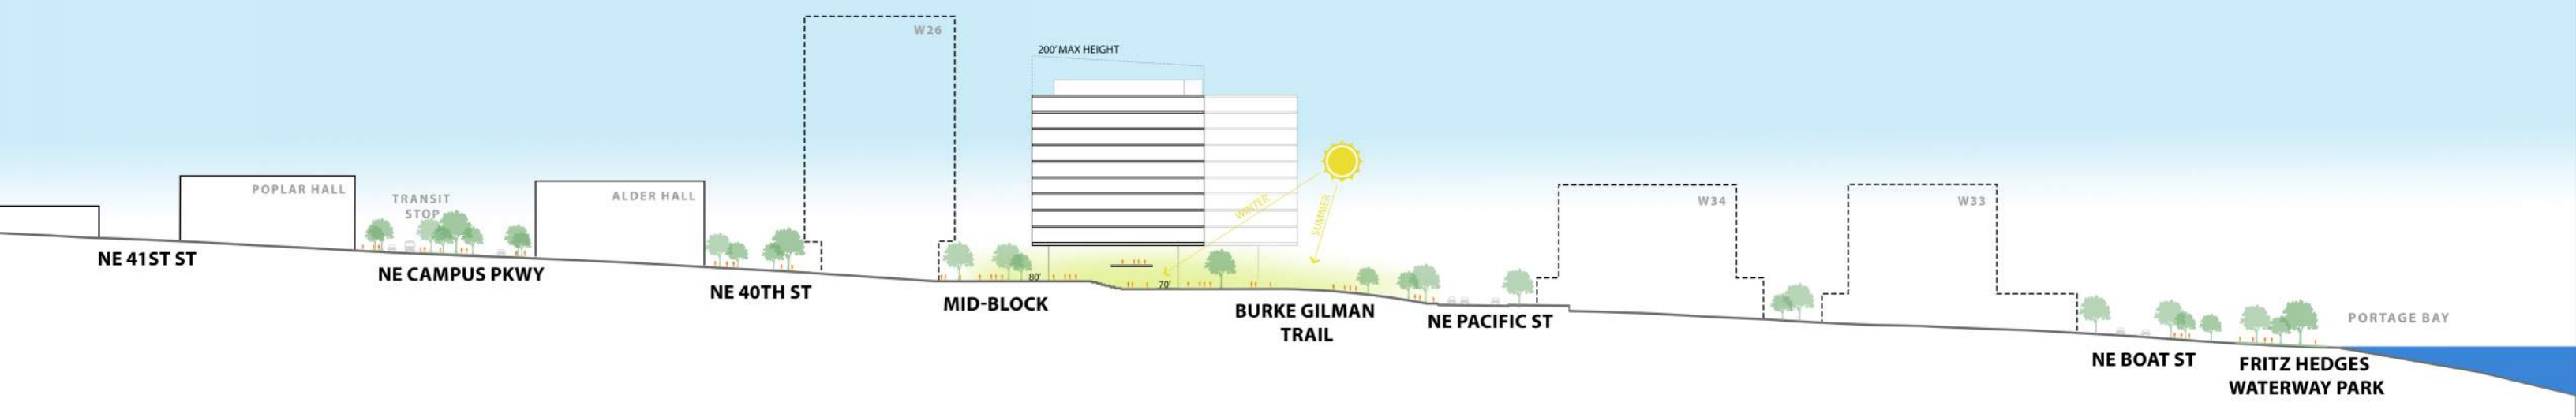 W26
200' MAX HEIGHT
POPLAR HALL
TRANSIT
STOP
ALDER HALL
W34
W33
WINTER
SUMMER
80'
70'
NE 41ST ST
NE CAMPUS PKWY
NE 40TH ST
MID-BLOCK
BURKE GILMAN
TRAIL
NE PACIFIC ST
PORTAGE BAY
NE BOAT ST
FRITZ HEDGES
WATERWAY PARK